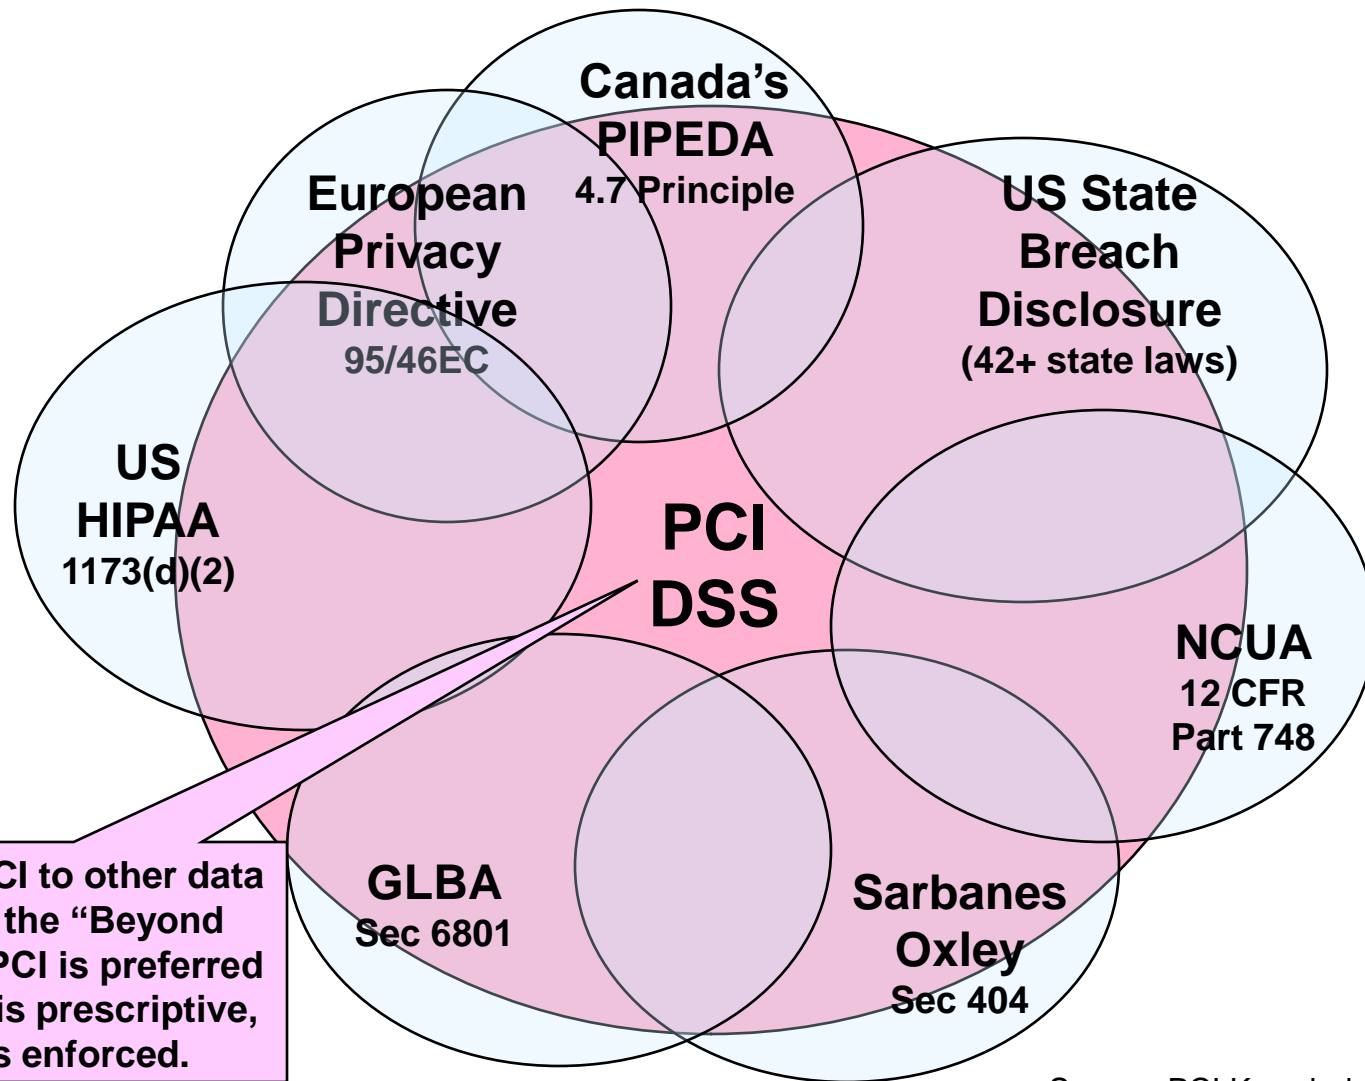 Canada’s
PIPEDA
4.7 Principle
European
Privacy
Directive
95/46EC
US State
Breach
Disclosure
(42+ state laws)
US
HIPAA
1173(d)(2)
PCI
DSS
NCUA
12 CFR
Part 748
GLBA
Sec 6801
Sarbanes
Oxley
Sec 404
CI to other data
the “Beyond
PCI is preferred
is prescriptive,
s enforced.